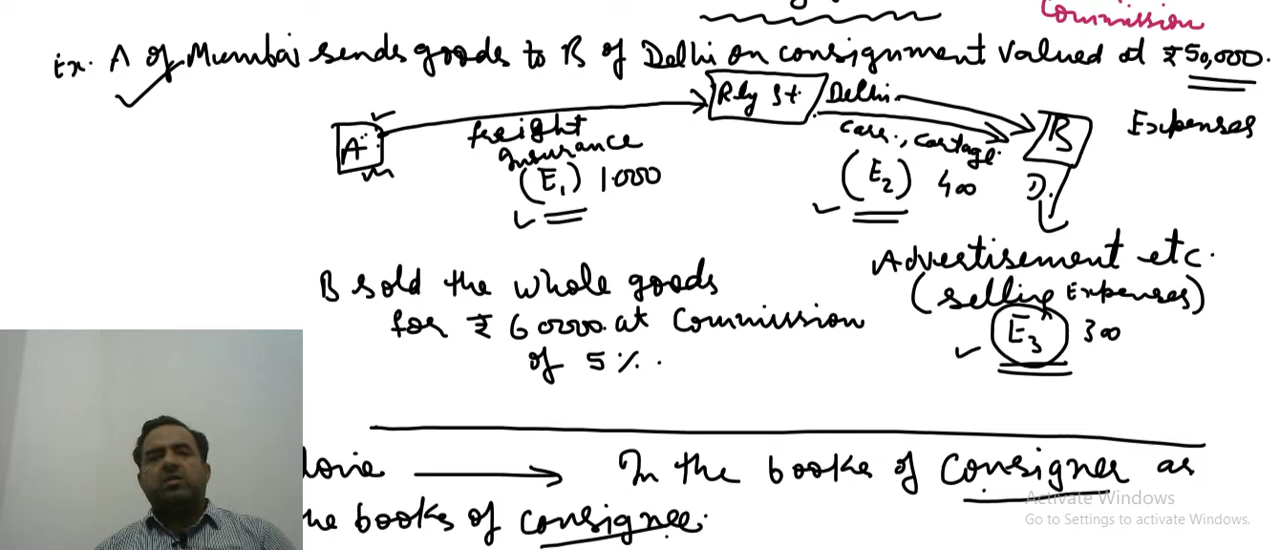 Commission
Ex. A of Mumbai sends goods to B of Delhi on consignment valued at ₹50,000.
Rly St. Delhi
A
freight
Insurance
(E₁) 1000
Carr., Cartage.
(E₂) 400
B
D.
Expenses
Advertisement etc.
(selling Expenses)
E₃ 300
B sold the whole goods
for ₹ 60000. at Commission
of 5%.
In the books of Consigner as
books of consignee.
Activate Windows
Go to Settings to activate Windows.